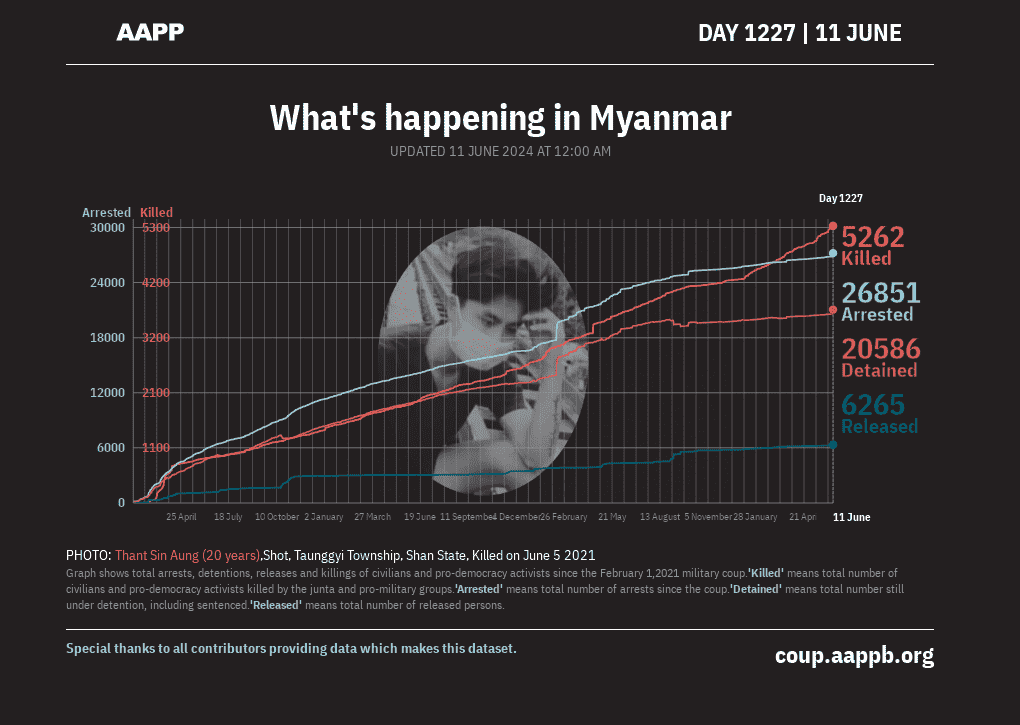 AAPP
DAY 1227 | 11 JUNE
What's happening in Myanmar
UPDATED 11 JUNE 2024 AT 12:00 AM
Day 1227
Arrested Killed
30000 5300
24000 4200
18000 3200
12000 2100
6000 1100
0
5262
Killed
26851
Arrested
20586
Detained
6265
Released
25 April 18 July 10 October 2 January 27 March 19 June 11 September 4 December 26 February 21 May 13 August 5 November 28 January 21 Apri 11 June
PHOTO: Thant Sin Aung (20 years),Shot, Taunggyi Township, Shan State, Killed on June 5 2021
Graph shows total arrests, detentions, releases and killings of civilians and pro-democracy activists since the February 1,2021 military coup.'Killed' means total number of
civilians and pro-democracy activists killed by the junta and pro-military groups.'Arrested' means total number of arrests since the coup.'Detained' means total number still
under detention, including sentenced.'Released' means total number of released persons.
Special thanks to all contributors providing data which makes this dataset.
coup.aappb.org